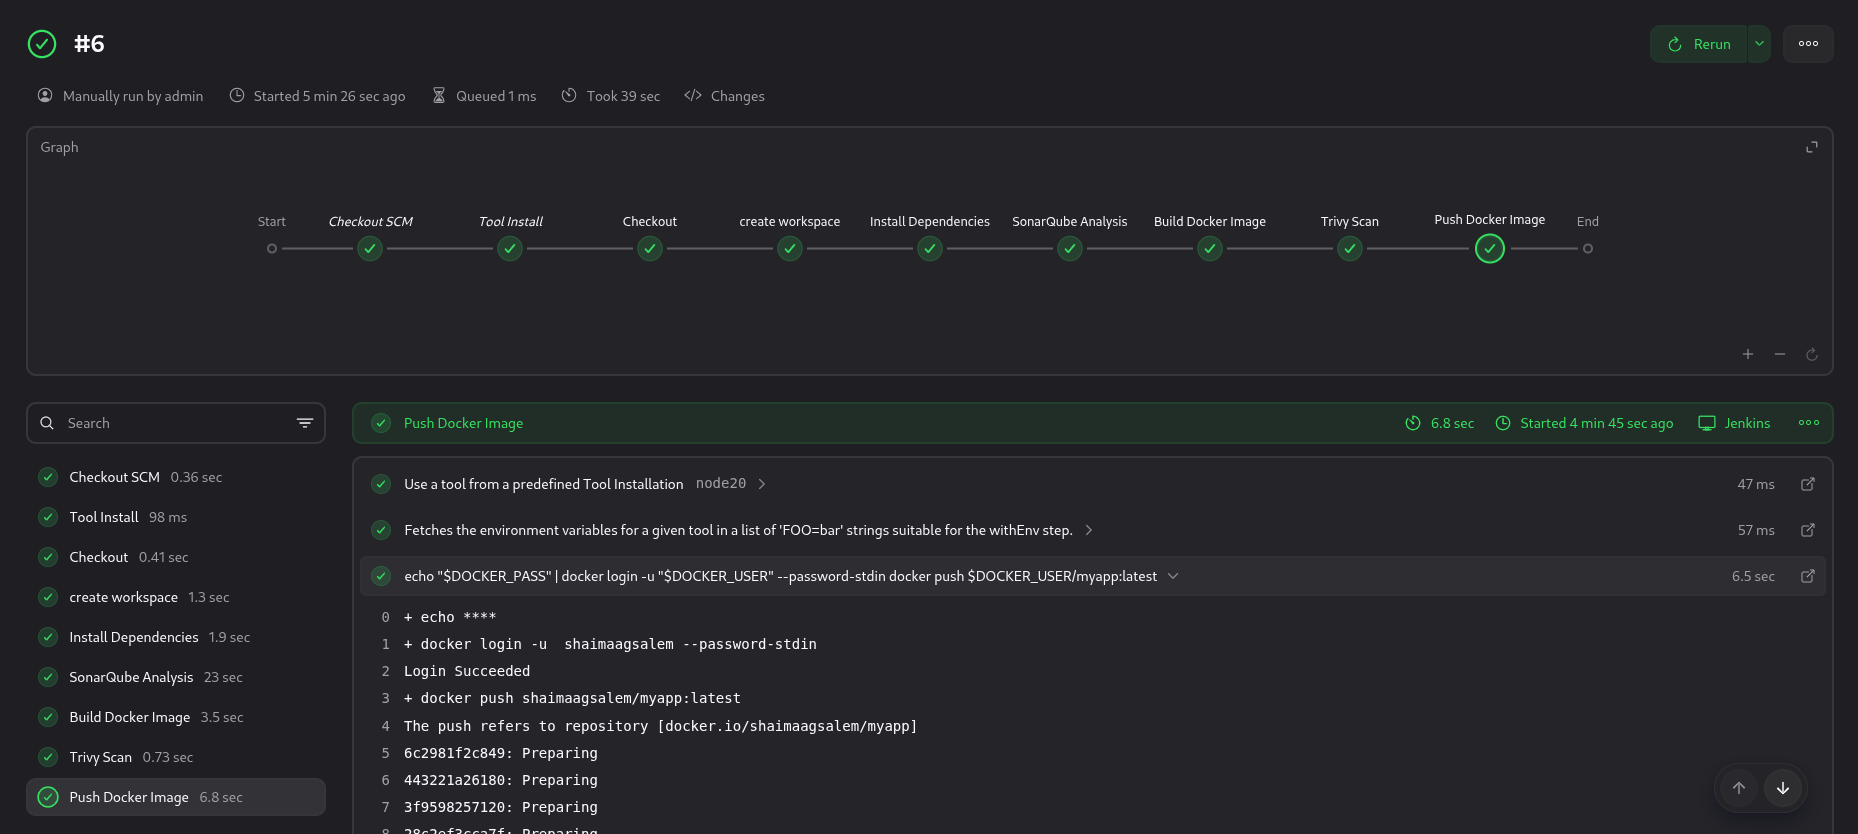 #6
Rerun
Manually run by admin Started 5 min 26 sec ago Queued 1 ms Took 39 sec Changes
Graph
Start Checkout SCM Tool Install Checkout create workspace Install Dependencies SonarQube Analysis Build Docker Image Trivy Scan Push Docker Image End
Search
Checkout SCM 0.36 sec
Tool Install 98 ms
Checkout 0.41 sec
create workspace 1.3 sec
Install Dependencies 1.9 sec
SonarQube Analysis 23 sec
Build Docker Image 3.5 sec
Trivy Scan 0.73 sec
Push Docker Image 6.8 sec
Push Docker Image 6.8 sec Started 4 min 45 sec ago Jenkins
Use a tool from a predefined Tool Installation node20 47 ms
Fetches the environment variables for a given tool in a list of 'FOO=bar' strings suitable for the withEnv step. 57 ms
echo "$DOCKER_PASS" | docker login -u "$DOCKER_USER" --password-stdin docker push $DOCKER_USER/myapp:latest 6.5 sec
0 + echo ****
1 + docker login -u  shaimaagsalem --password-stdin
2 Login Succeeded
3 + docker push shaimaagsalem/myapp:latest
4 The push refers to repository [docker.io/shaimaagsalem/myapp]
5 6c2981f2c849: Preparing
6 443221a26180: Preparing
7 3f9598257120: Preparing
8 Preparing